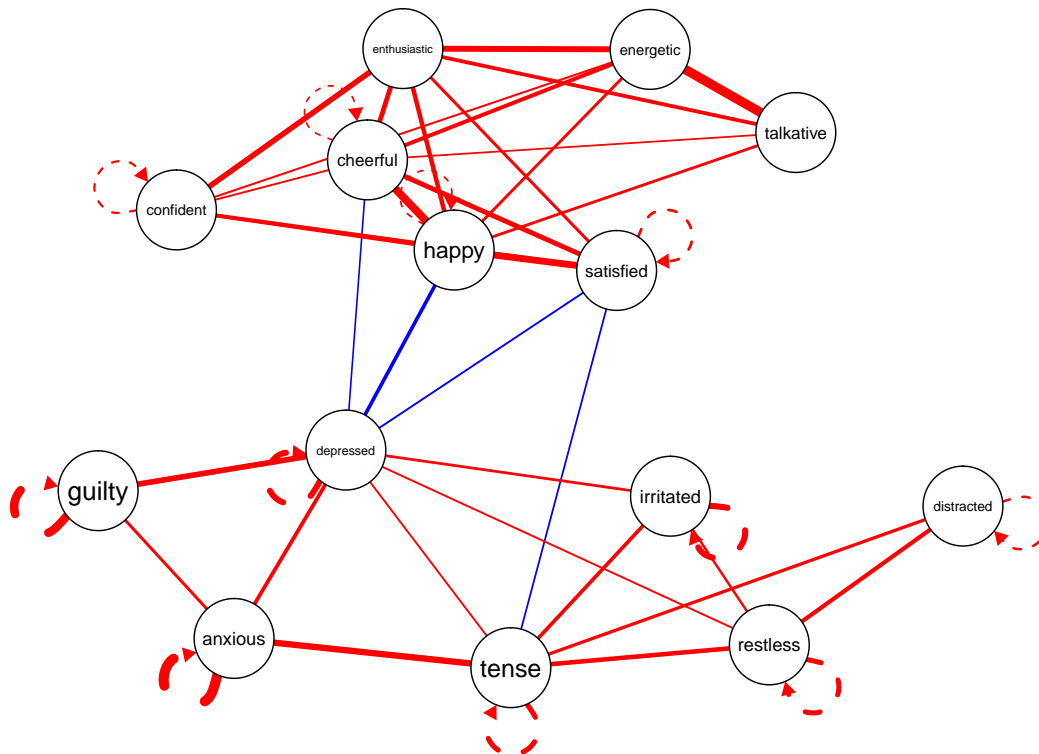 enthusiastic
energetic
talkative
cheerful
confident
happy
satisfied
depressed
guilty
irritated
distracted
anxious
tense
restless